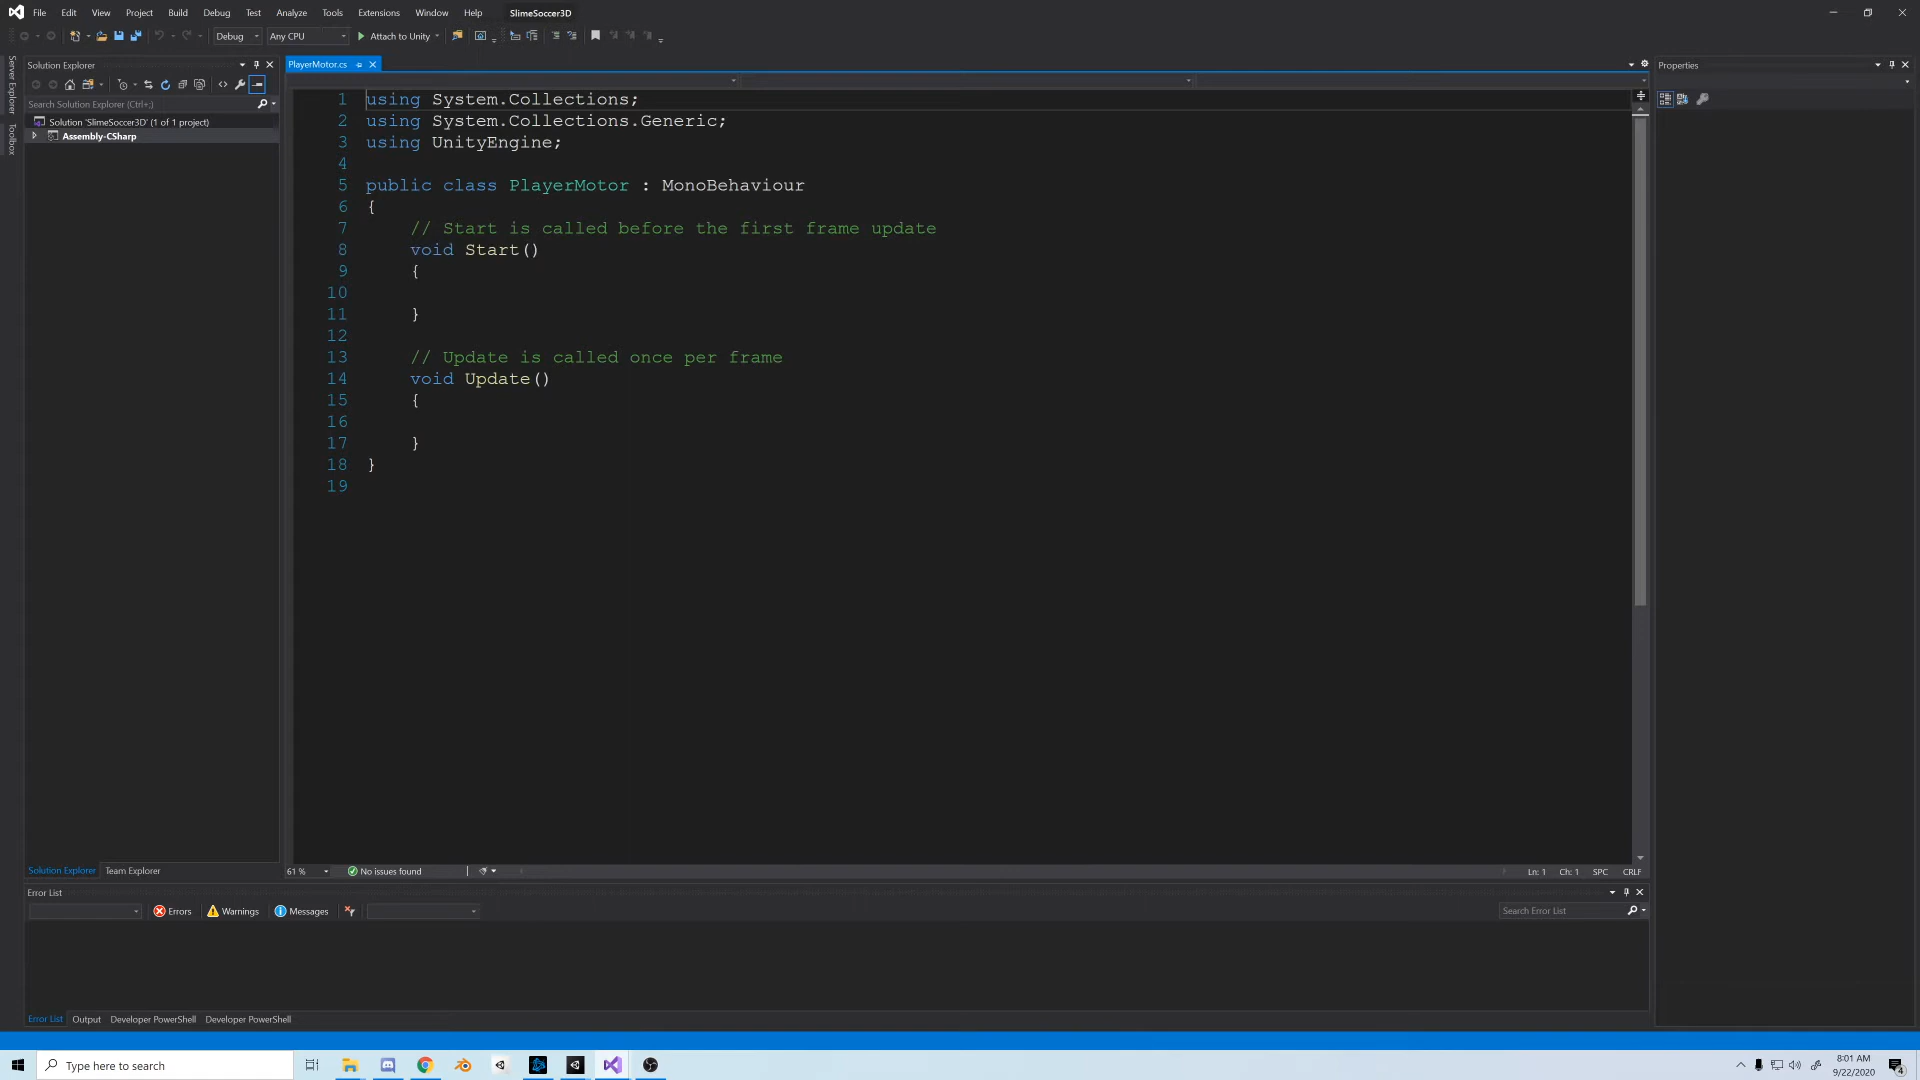 File Edit View Project Build Debug Test Analyze Tools Extensions Window Help SlimeSoccer3D
Debug Any CPU Attach to Unity
Server Explorer
Toolbox
Solution Explorer
Search Solution Explorer (Ctrl+;)
Solution 'SlimeSoccer3D' (1 of 1 project)
Assembly-CSharp
PlayerMotor.cs
1 using System.Collections;
2 using System.Collections.Generic;
3 using UnityEngine;
4
5 public class PlayerMotor : MonoBehaviour
6 {
7 // Start is called before the first frame update
8 void Start()
9 {
10
11 }
12
13 // Update is called once per frame
14 void Update()
15 {
16
17 }
18 }
19
Properties
Solution Explorer Team Explorer
61 % No issues found Ln: 1 Ch: 1 SPC CRLF
Error List
Errors Warnings Messages Search Error List
Error List Output Developer PowerShell Developer PowerShell
Type here to search
8:01 AM
9/22/2020
4